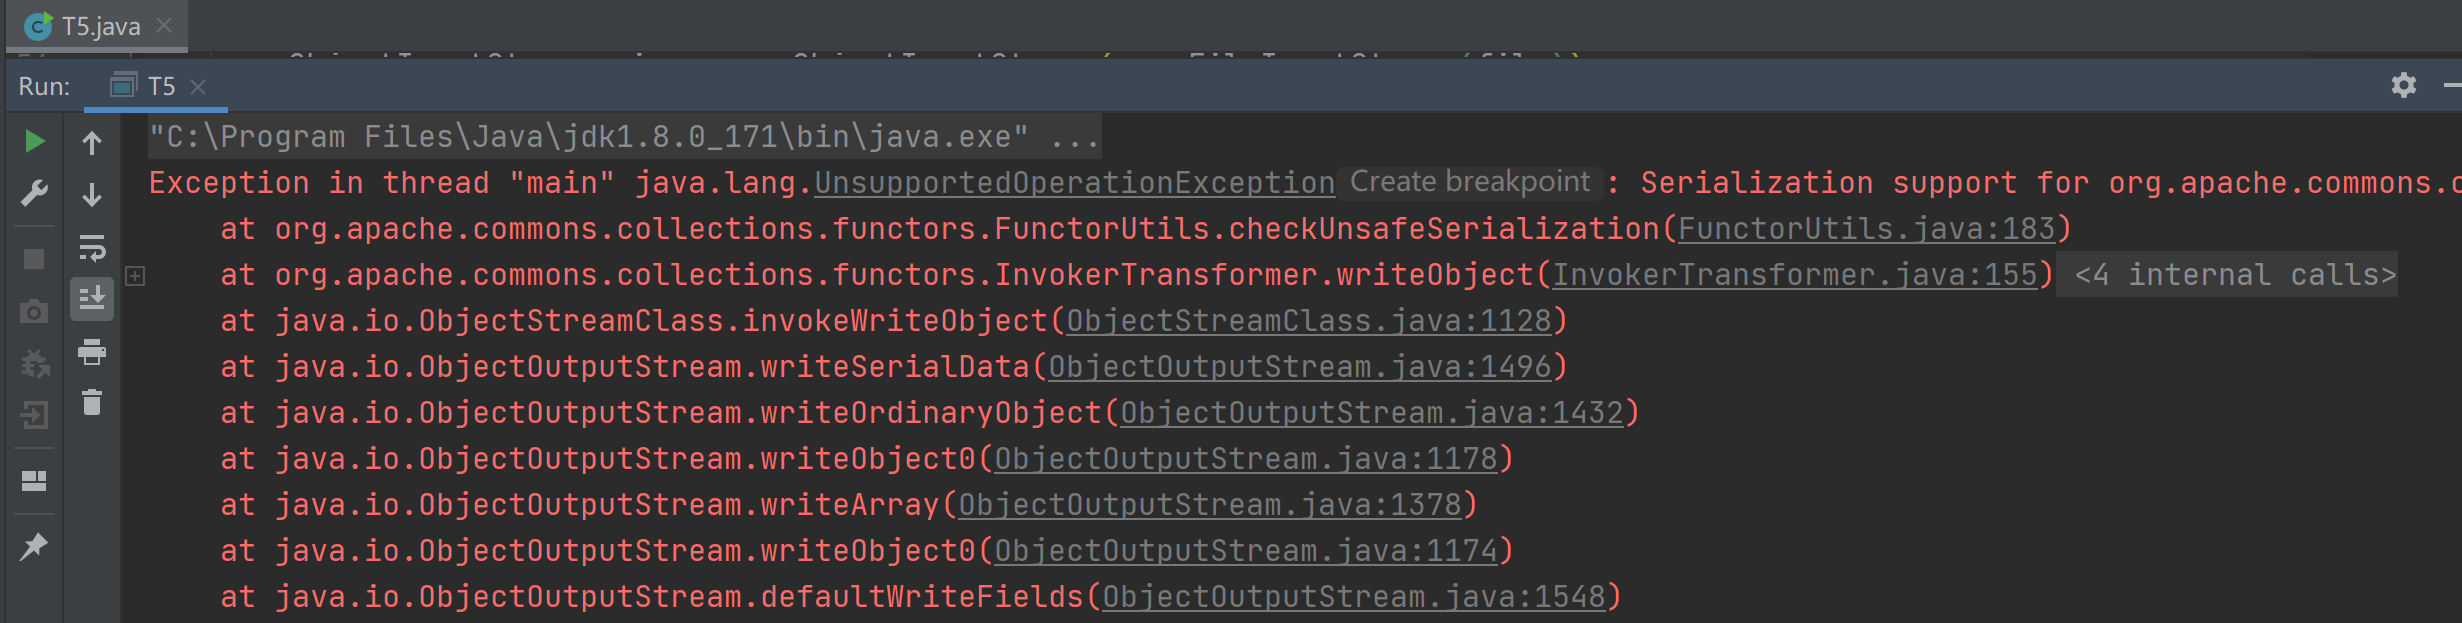 T5.java
Run: T5
"C:\Program Files\Java\jdk1.8.0_171\bin\java.exe" ...
Exception in thread "main" java.lang.UnsupportedOperationException Create breakpoint : Serialization support for org.apache.commons.c
at org.apache.commons.collections.functors.FunctorUtils.checkUnsafeSerialization(FunctorUtils.java:183)
at org.apache.commons.collections.functors.InvokerTransformer.writeObject(InvokerTransformer.java:155) <4 internal calls>
at java.io.ObjectStreamClass.invokeWriteObject(ObjectStreamClass.java:1128)
at java.io.ObjectOutputStream.writeSerialData(ObjectOutputStream.java:1496)
at java.io.ObjectOutputStream.writeOrdinaryObject(ObjectOutputStream.java:1432)
at java.io.ObjectOutputStream.writeObject0(ObjectOutputStream.java:1178)
at java.io.ObjectOutputStream.writeArray(ObjectOutputStream.java:1378)
at java.io.ObjectOutputStream.writeObject0(ObjectOutputStream.java:1174)
at java.io.ObjectOutputStream.defaultWriteFields(ObjectOutputStream.java:1548)